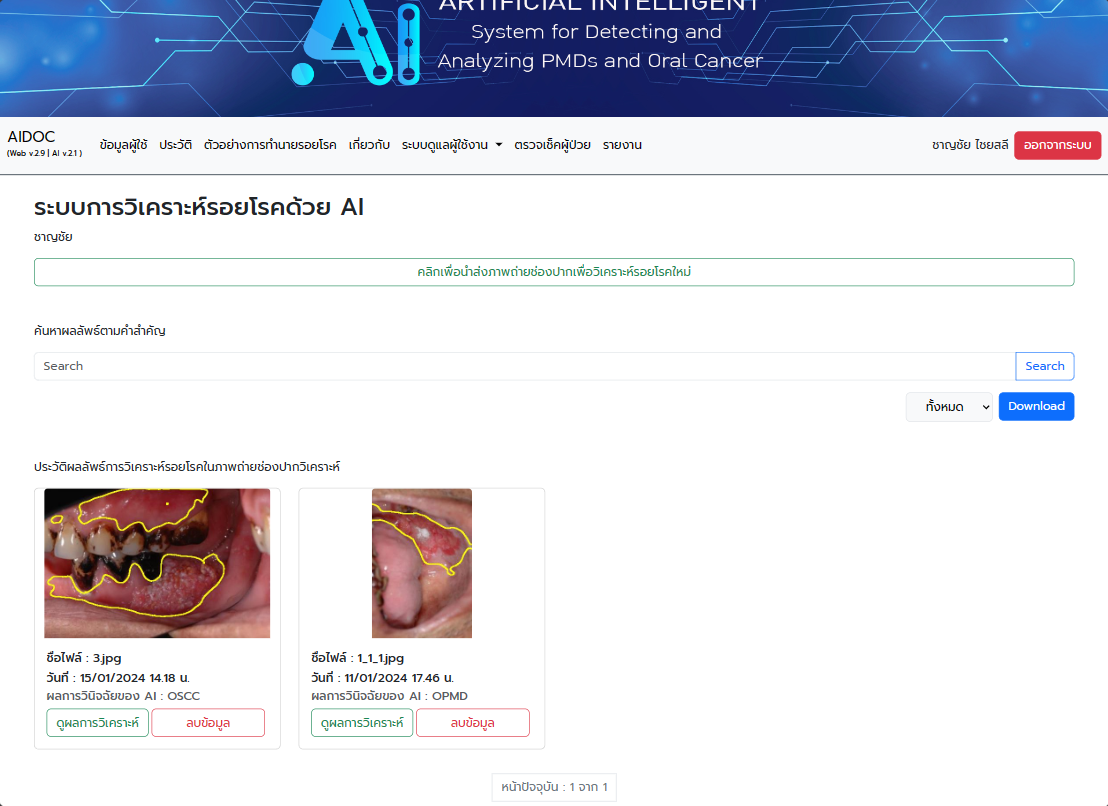 ARTIFICIAL INTELLIGENT
System for Detecting and
Analyzing PMDs and Oral Cancer
AIDOC
(Web v.2.9 | AI v.2.1 )
ข้อมูลผู้ใช้ ประวัติ ตัวอย่างการทำนายรอยโรค เกี่ยวกับ ระบบดูแลผู้ใช้งาน ตรวจเช็คผู้ป่วย รายงาน
ชาญชัย ไชยสลี ออกจากระบบ
ระบบการวิเคราะห์รอยโรคด้วย AI
ชาญชัย
คลิกเพื่อนำส่งภาพถ่ายช่องปากเพื่อวิเคราะห์รอยโรคใหม่
ค้นหาผลลัพธ์ตามคำสำคัญ
Search Search
ทั้งหมด Download
ประวัติผลลัพธ์การวิเคราะห์รอยโรคในภาพถ่ายช่องปากวิเคราะห์
ชื่อไฟล์ : 3.jpg
วันที่ : 15/01/2024 14.18 น.
ผลการวินิจฉัยของ AI : OSCC
ดูผลการวิเคราะห์ ลบข้อมูล
ชื่อไฟล์ : 1_1_1.jpg
วันที่ : 11/01/2024 17.46 น.
ผลการวินิจฉัยของ AI : OPMD
ดูผลการวิเคราะห์ ลบข้อมูล
หน้าปัจจุบัน : 1 จาก 1